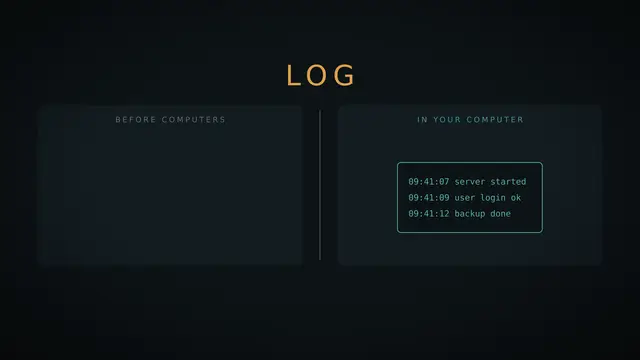 LOG
BEFORE COMPUTERS
IN YOUR COMPUTER
09:41:07 server started
09:41:09 user login ok
09:41:12 backup done